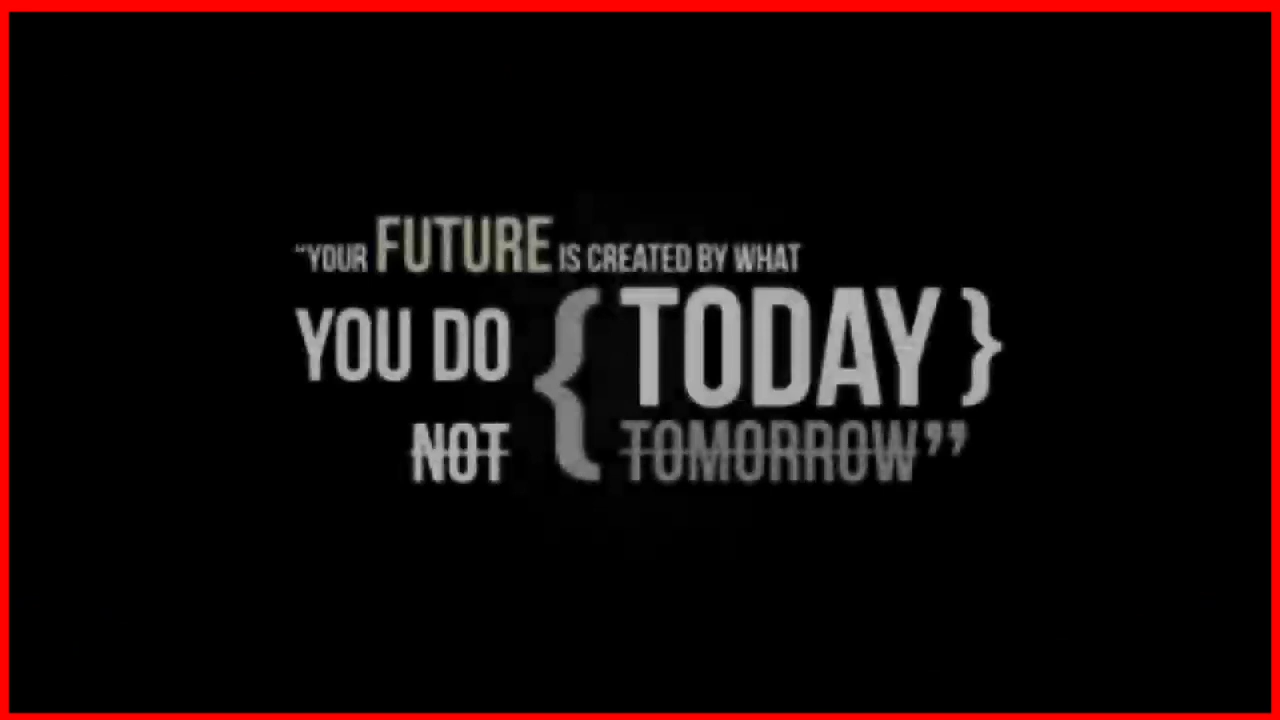 “YOUR FUTURE IS CREATED BY WHAT
YOU DO { TODAY }
NOT TOMORROW”